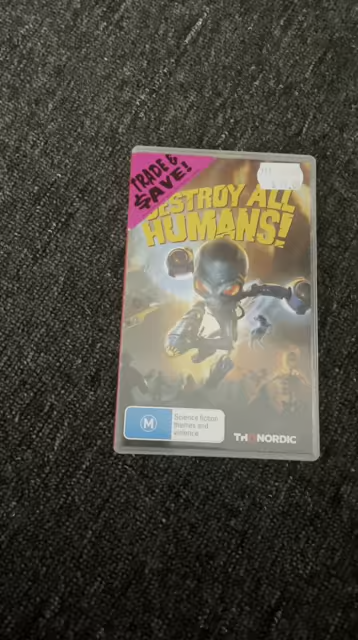 TRADE &
$AVE!
DESTROY ALL
HUMANS!
M
Science fiction
themes and
violence
THQ NORDIC